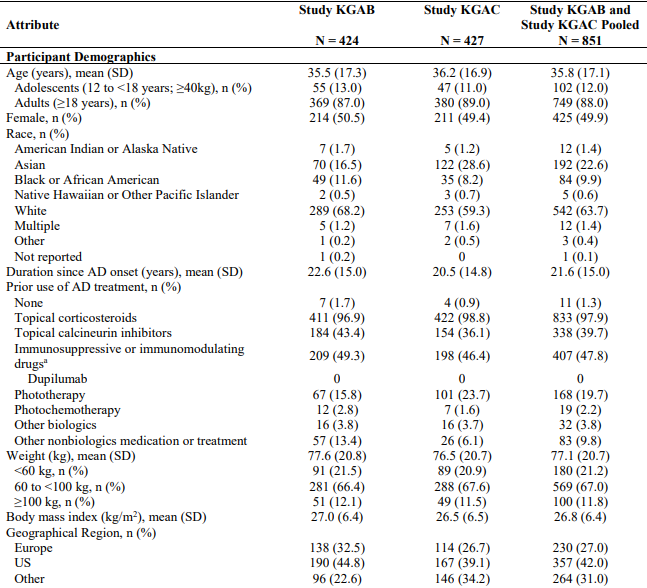 Attribute Study KGAB Study KGAC Study KGAB and Study KGAC Pooled
N = 424 N = 427 N = 851
Participant Demographics
Age (years), mean (SD) 35.5 (17.3) 36.2 (16.9) 35.8 (17.1)
Adolescents (12 to <18 years; ≥40kg), n (%) 55 (13.0) 47 (11.0) 102 (12.0)
Adults (≥18 years), n (%) 369 (87.0) 380 (89.0) 749 (88.0)
Female, n (%) 214 (50.5) 211 (49.4) 425 (49.9)
Race, n (%)
American Indian or Alaska Native 7 (1.7) 5 (1.2) 12 (1.4)
Asian 70 (16.5) 122 (28.6) 192 (22.6)
Black or African American 49 (11.6) 35 (8.2) 84 (9.9)
Native Hawaiian or Other Pacific Islander 2 (0.5) 3 (0.7) 5 (0.6)
White 289 (68.2) 253 (59.3) 542 (63.7)
Multiple 5 (1.2) 7 (1.6) 12 (1.4)
Other 1 (0.2) 2 (0.5) 3 (0.4)
Not reported 1 (0.2) 0 1 (0.1)
Duration since AD onset (years), mean (SD) 22.6 (15.0) 20.5 (14.8) 21.6 (15.0)
Prior use of AD treatment, n (%)
None 7 (1.7) 4 (0.9) 11 (1.3)
Topical corticosteroids 411 (96.9) 422 (98.8) 833 (97.9)
Topical calcineurin inhibitors 184 (43.4) 154 (36.1) 338 (39.7)
Immunosuppressive or immunomodulating
drugsᵃ 209 (49.3) 198 (46.4) 407 (47.8)
Dupilumab 0 0 0
Phototherapy 67 (15.8) 101 (23.7) 168 (19.7)
Photochemotherapy 12 (2.8) 7 (1.6) 19 (2.2)
Other biologics 16 (3.8) 16 (3.7) 32 (3.8)
Other nonbiologics medication or treatment 57 (13.4) 26 (6.1) 83 (9.8)
Weight (kg), mean (SD) 77.6 (20.8) 76.5 (20.7) 77.1 (20.7)
<60 kg, n (%) 91 (21.5) 89 (20.9) 180 (21.2)
60 to <100 kg, n (%) 281 (66.4) 288 (67.6) 569 (67.0)
≥100 kg, n (%) 51 (12.1) 49 (11.5) 100 (11.8)
Body mass index (kg/m²), mean (SD) 27.0 (6.4) 26.5 (6.5) 26.8 (6.4)
Geographical Region, n (%)
Europe 138 (32.5) 114 (26.7) 230 (27.0)
US 190 (44.8) 167 (39.1) 357 (42.0)
Other 96 (22.6) 146 (34.2) 264 (31.0)